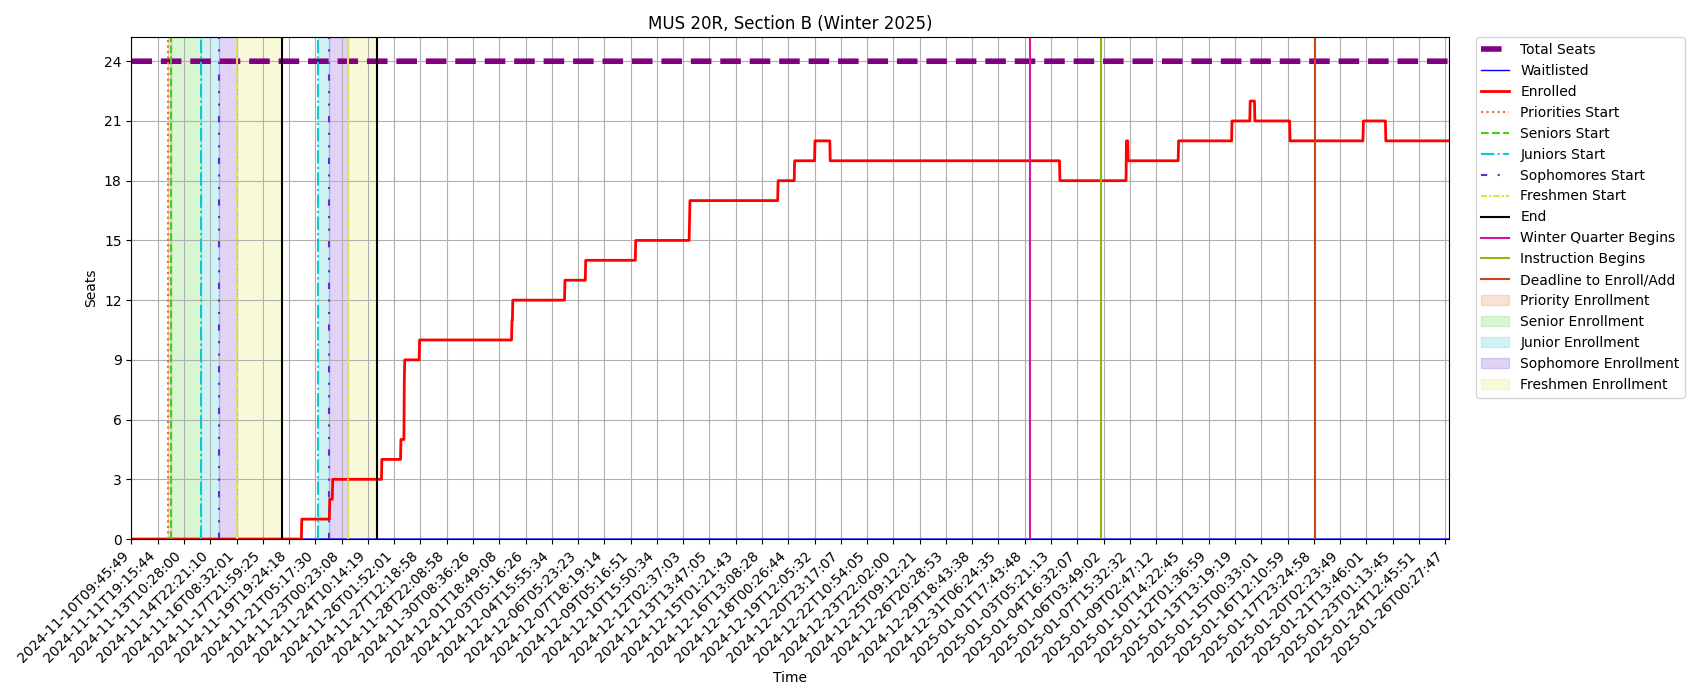 MUS 20R, Section B (Winter 2025)
Seats
24
21
18
15
12
9
6
3
0
2024-11-10T09:45:49
2024-11-11T19:15:44
2024-11-13T10:28:00
2024-11-14T22:21:10
2024-11-16T08:32:01
2024-11-17T21:59:25
2024-11-19T19:24:18
2024-11-21T05:17:30
2024-11-23T00:23:08
2024-11-24T10:14:19
2024-11-26T01:52:01
2024-11-27T12:18:58
2024-11-28T22:08:56
2024-11-30T08:36:26
2024-12-01T18:49:08
2024-12-03T05:16:26
2024-12-04T15:55:34
2024-12-06T05:23:23
2024-12-07T18:19:14
2024-12-09T05:16:51
2024-12-10T15:50:34
2024-12-12T02:37:03
2024-12-13T13:47:05
2024-12-15T01:21:43
2024-12-16T13:08:28
2024-12-18T00:26:44
2024-12-19T12:05:32
2024-12-20T23:17:07
2024-12-22T10:54:05
2024-12-23T22:02:00
2024-12-25T09:12:21
2024-12-26T20:28:53
2024-12-29T18:43:38
2024-12-31T06:24:35
2025-01-01T17:43:48
2025-01-03T05:21:13
2025-01-04T16:32:07
2025-01-06T03:49:02
2025-01-07T15:32:32
2025-01-09T02:47:12
2025-01-10T14:22:45
2025-01-12T01:36:59
2025-01-13T13:19:19
2025-01-15T00:33:01
2025-01-16T12:10:59
2025-01-17T23:24:58
2025-01-20T02:23:49
2025-01-21T13:46:01
2025-01-23T01:13:45
2025-01-24T12:45:51
2025-01-26T00:27:47
Time
Total Seats
Waitlisted
Enrolled
Priorities Start
Seniors Start
Juniors Start
Sophomores Start
Freshmen Start
End
Winter Quarter Begins
Instruction Begins
Deadline to Enroll/Add
Priority Enrollment
Senior Enrollment
Junior Enrollment
Sophomore Enrollment
Freshmen Enrollment